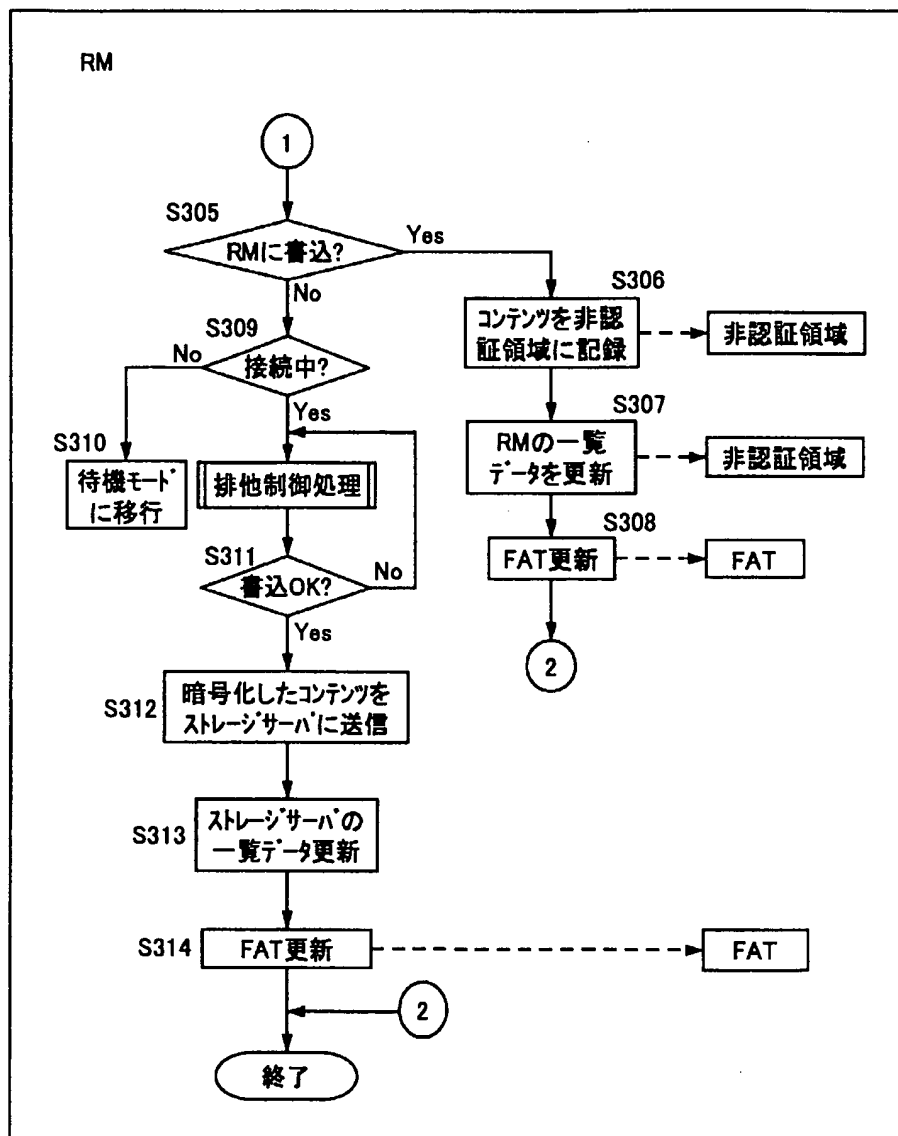 RM
1
S305
RMに書込?
Yes
No
S306
コンテンツを非認
証領域に記録
非認証領域
S309
接続中?
No
Yes
S307
RMの一覧
データを更新
非認証領域
S310
待機モード
に移行
排他制御処理
S308
FAT更新
FAT
S311
書込OK?
No
Yes
2
S312
暗号化したコンテンツを
ストレージサーバに送信
S313
ストレージサーバの
一覧データ更新
S314
FAT更新
FAT
2
終了